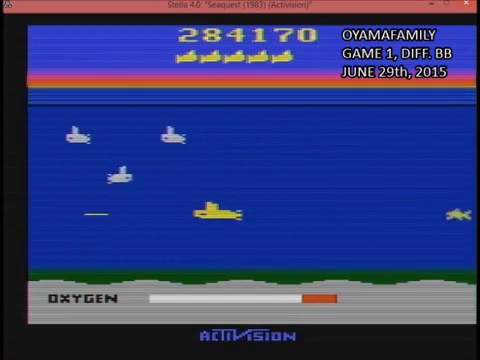 Stella 4.0: "Seaquest (1983) (Activision)"
284170
OYAMAFAMILY
GAME 1, DIFF. BB
JUNE 29th, 2015
OXYGEN
ACTIVISION